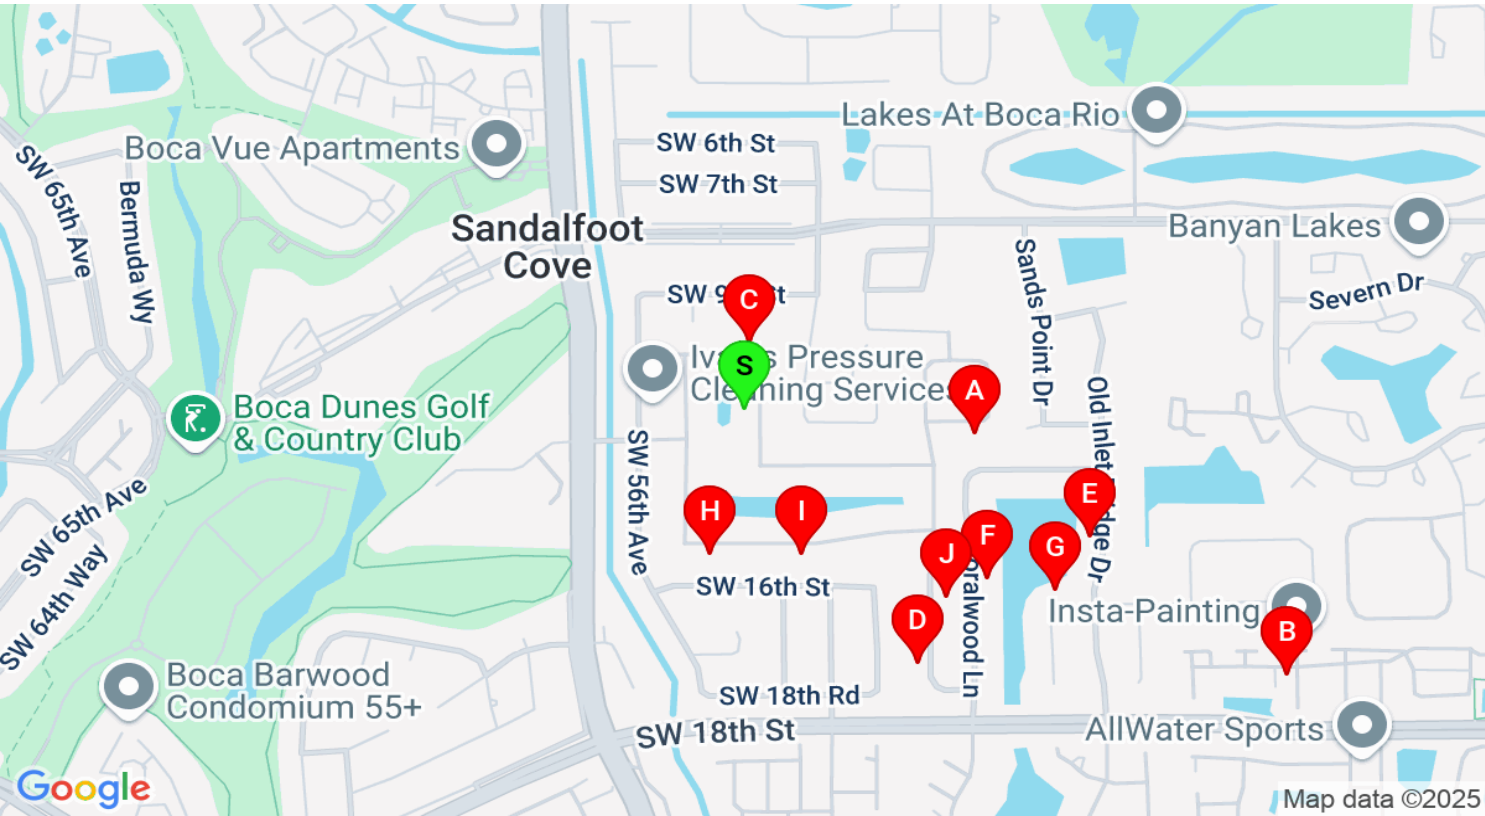 Lakes At Boca Rio
SW 6th St
Boca Vue Apartments
SW 7th St
SW 65th Ave
Bermuda Wy
Sandalfoot
Cove
Banyan Lakes
Sands Point Dr
Severn Dr
C
S
A
Boca Dunes Golf
& Country Club
SW 56th Ave
SW 65th Ave
SW 64th Way
H
I
E
F
G
J
D
B
SW 16th St
Insta-Painting
Boca Barwood
Condominium 55+
SW 18th Rd
SW 18th St
AllWater Sports
Google
Map data ©2025